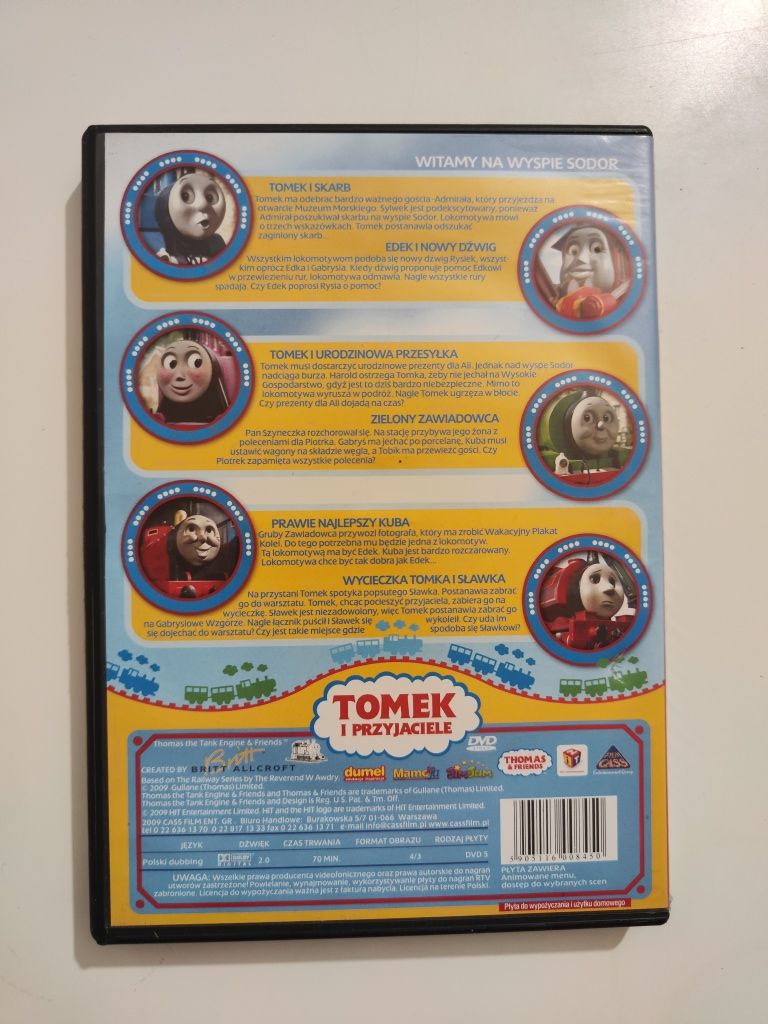 WITAMY NA WYSPIE SODOR
TOMEK I SKARB
Tomek ma odebrać bardzo ważnego gościa -Admirała, który przyjeżdża na
otwarcie Muzeum Morskiego. Sylwek jest podekscytowany, ponieważ
Admirał poszukiwał skarbu na wyspie Sodor. Lokomotywa mówi
o trzech wskazówkach. Tomek postanawia odszukać
zaginiony skarb...
EDEK I NOWY DŹWIG
Wszystkim lokomotywom podoba się nowy dźwig Rysiek, wszyst-
kim oprocz Edka i Gabrysia. Kiedy dźwig proponuje pomoc Edkowi
w przewiezieniu rur, lokomotywa odmawia. Nagle wszystkie rury
spadają. Czy Edek poprosi Rysia o pomoc?
TOMEK I URODZINOWA PRZESYŁKA
Tomek musi dostarczyć urodzinowe prezenty dla Ali. Jednak nad wyspę Sodor
nadciąga burza. Harold ostrzega Tomka, żeby nie jechał na Wysokie
Gospodarstwo, gdyż jest to dziś bardzo niebezpieczne. Mimo to
lokomotywa wyrusza w podróż. Nagle Tomek ugrzęza w błocie.
Czy prezenty dla Ali dojadą na czas?
ZIELONY ZAWIADOWCA
Pan Szyneczka rozchorował się. Na stację przybywa jego żona z
poleceniami dla Piotrka. Gabryś ma jechać po porcelanę, Kuba musi
ustawić wagony na składzie węgla, a Tobik ma przewieźć gości. Czy
Piotrek zapamięta wszystkie polecenia?
PRAWIE NAJLEPSZY KUBA
Gruby Zawiadowca przywozi fotografa, który ma zrobić Wakacyjny Plakat
Kolei. Do tego potrzebna mu będzie jedna z lokomotyw.
Tą lokomotywą ma być Edek. Kuba jest bardzo rozczarowany.
Lokomotywa chce być tak dobra jak Edek...
WYCIECZKA TOMKA I SŁAWKA
Na przystani Tomek spotyka popsutego Sławka. Postanawia zabrać
go do warsztatu. Tomek, chcąc pocieszyć przyjaciela, zabiera go na
wycieczkę. Sławek jest niezadowolony, więc Tomek postanawia zabrać go
na Gabrysiowe Wzgórze. Nagle łącznik puścił i Sławek się wykoleił. Czy uda im
się dojechać do warsztatu? Czy jest takie miejsce gdzie spodoba się Sławkowi?
TOMEK
I PRZYJACIELE
Thomas the Tank Engine & Friends™
CREATED BY BRITT ALLCROFT
Britt
dumel
Mamo,tu
JimJam
DVD
THOMAS
& FRIENDS
CASS
Based on The Railway Series by The Reverend W Awdry.
© 2009 Gullane (Thomas) Limited.
Thomas the Tank Engine & Friends and Thomas & Friends are trademarks of Gullane (Thomas) Limited.
Thomas the Tank Engine & Friends and Design is Reg. U.S. Pat. & Tm. Off.
© 2009 HIT Entertainment Limited. HIT and the HIT logo are trademarks of HIT Entertainment Limited.
2009 CASS FILM ENT. GR. Biuro Handlowe: Burakowska 5/7 01-066 Warszawa
tel 0 22 636 13 70 0 22 817 13 33 fax 0 22 636 13 71 e-mail info@cassfilm.pl www.cassfilm.pl
JĘZYK DŹWIĘK CZAS TRWANIA FORMAT OBRAZU RODZAJ PŁYTY
Polski dubbing DOLBY DIGITAL 2.0 70 MIN. 4/3 DVD 5
UWAGA: Wszelkie prawa producenta videofonicznego oraz prawa autorskie do nagrań
utworów zastrzeżone! Powielanie, wynajmowanie, wykorzystywanie płyty do nagrań RTV
zabronione. Licencja do wypożyczania ważna jest z fakturą nabycia. Licencja na terenie Polski.
5 905116 008450
PŁYTA ZAWIERA
Animowane menu,
dostęp do wybranych scen
Płyta do wypożyczania i użytku domowego